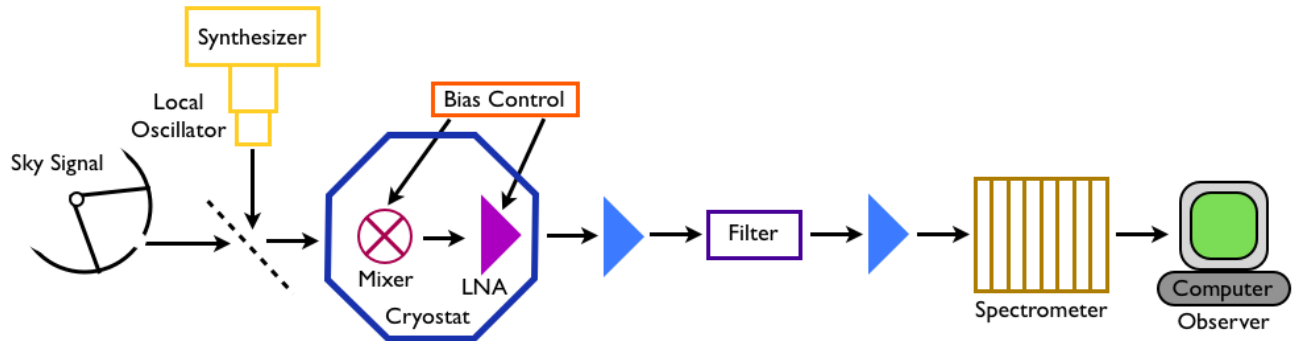 Synthesizer
Local
Oscillator
Bias Control
Sky Signal
Mixer
LNA
Cryostat
Filter
Spectrometer
Computer
Observer